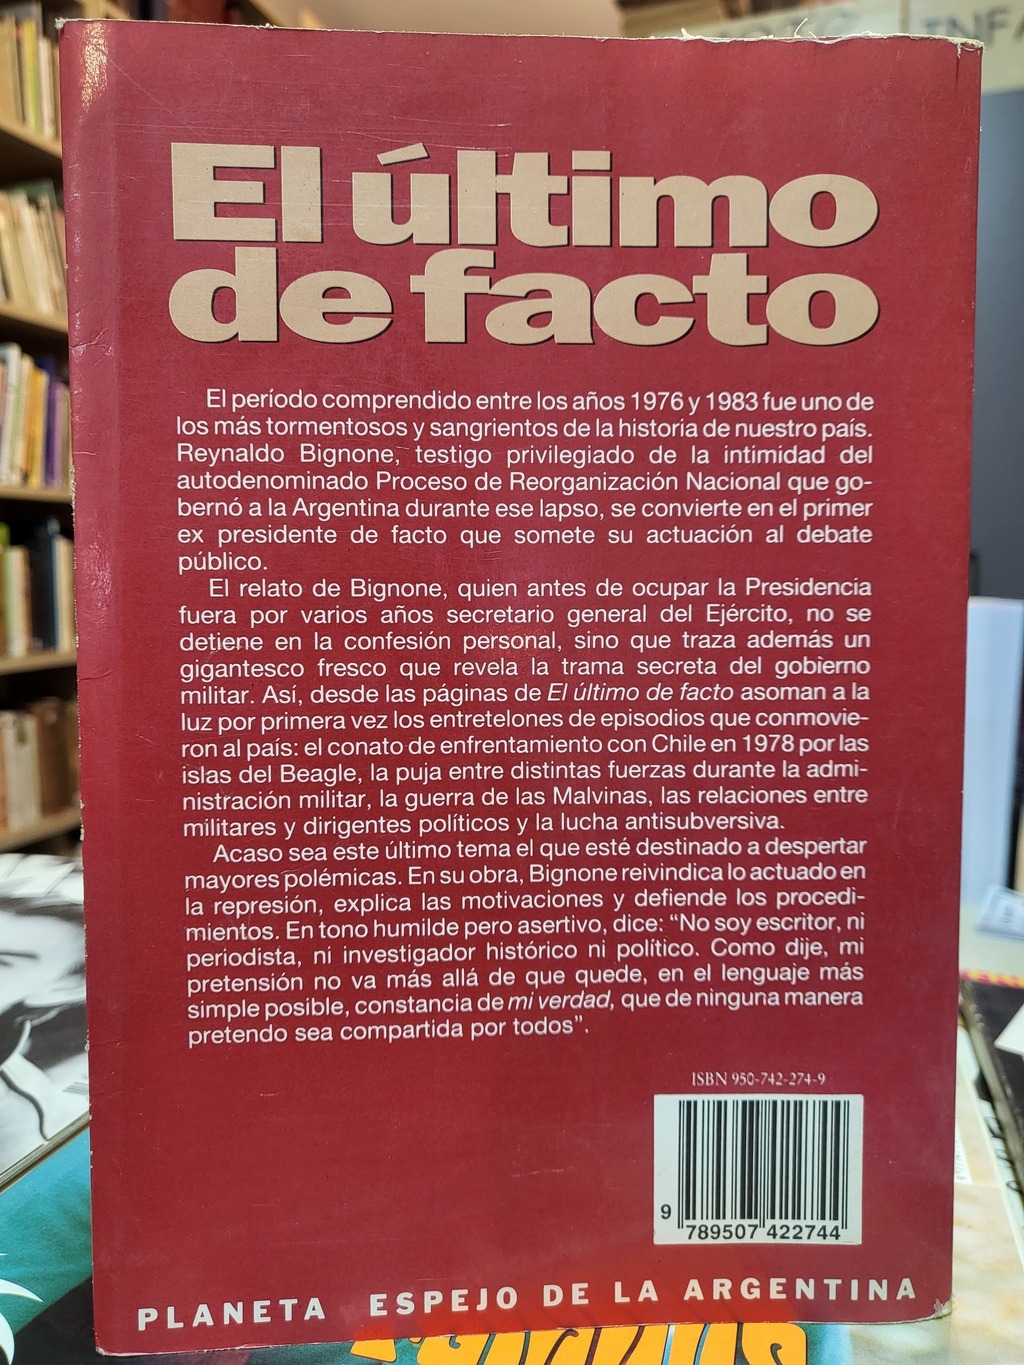 INFA
El último
de facto
El período comprendido entre los años 1976 y 1983 fue uno de
los más tormentosos y sangrientos de la historia de nuestro país.
Reynaldo Bignone, testigo privilegiado de la intimidad del
autodenominado Proceso de Reorganización Nacional que go-
bernó a la Argentina durante ese lapso, se convierte en el primer
ex presidente de facto que somete su actuación al debate
público.
El relato de Bignone, quien antes de ocupar la Presidencia
fuera por varios años secretario general del Ejército, no se
detiene en la confesión personal, sino que traza además un
gigantesco fresco que revela la trama secreta del gobierno
militar. Así, desde las páginas de El último de facto asoman a la
luz por primera vez los entretelones de episodios que conmovie-
ron al país: el conato de enfrentamiento con Chile en 1978 por las
islas del Beagle, la puja entre distintas fuerzas durante la admi-
nistración militar, la guerra de las Malvinas, las relaciones entre
militares y dirigentes políticos y la lucha antisubversiva.
Acaso sea este último tema el que esté destinado a despertar
mayores polémicas. En su obra, Bignone reivindica lo actuado en
la represión, explica las motivaciones y defiende los procedi-
mientos. En tono humilde pero asertivo, dice: “No soy escritor, ni
periodista, ni investigador histórico ni político. Como dije, mi
pretensión no va más allá de que quede, en el lenguaje más
simple posible, constancia de mi verdad, que de ninguna manera
pretendo sea compartida por todos”.
ISBN 950-742-274-9
9 789507 422744
PLANETA ESPEJO DE LA ARGENTINA